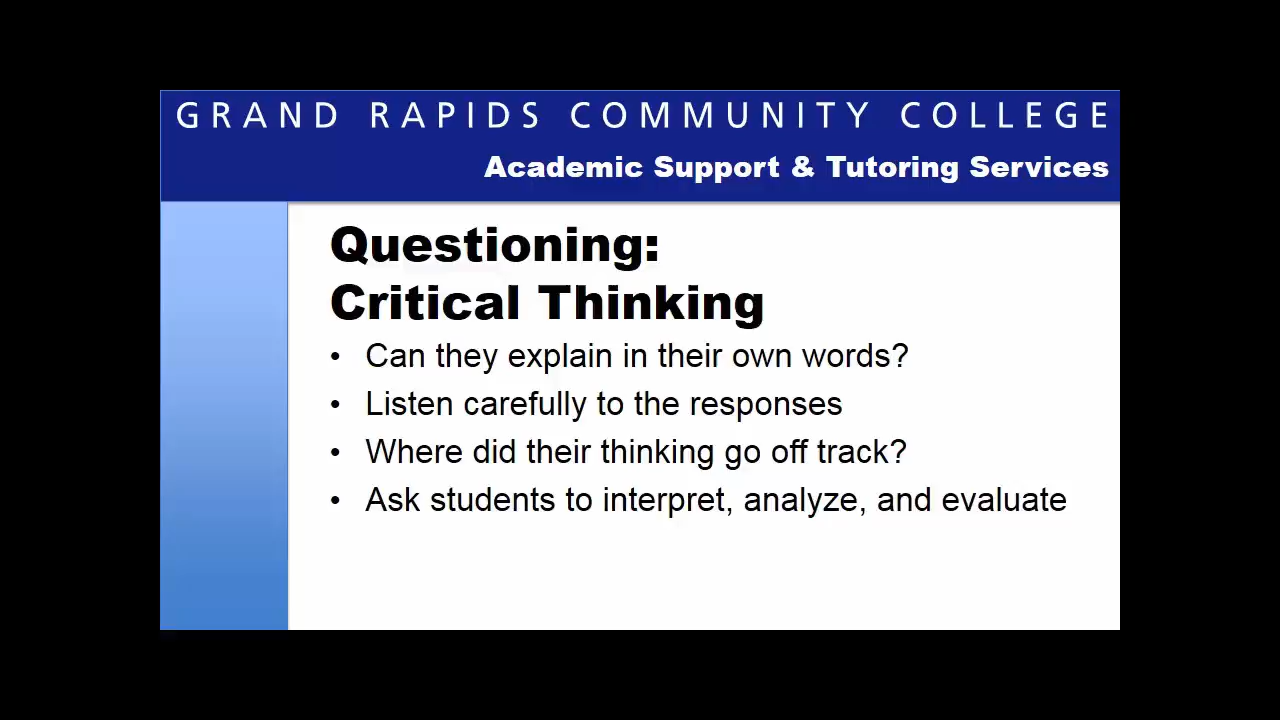 GRAND RAPIDS COMMUNITY COLLEGE
Academic Support & Tutoring Services
Questioning:
Critical Thinking
• Can they explain in their own words?
• Listen carefully to the responses
• Where did their thinking go off track?
• Ask students to interpret, analyze, and evaluate